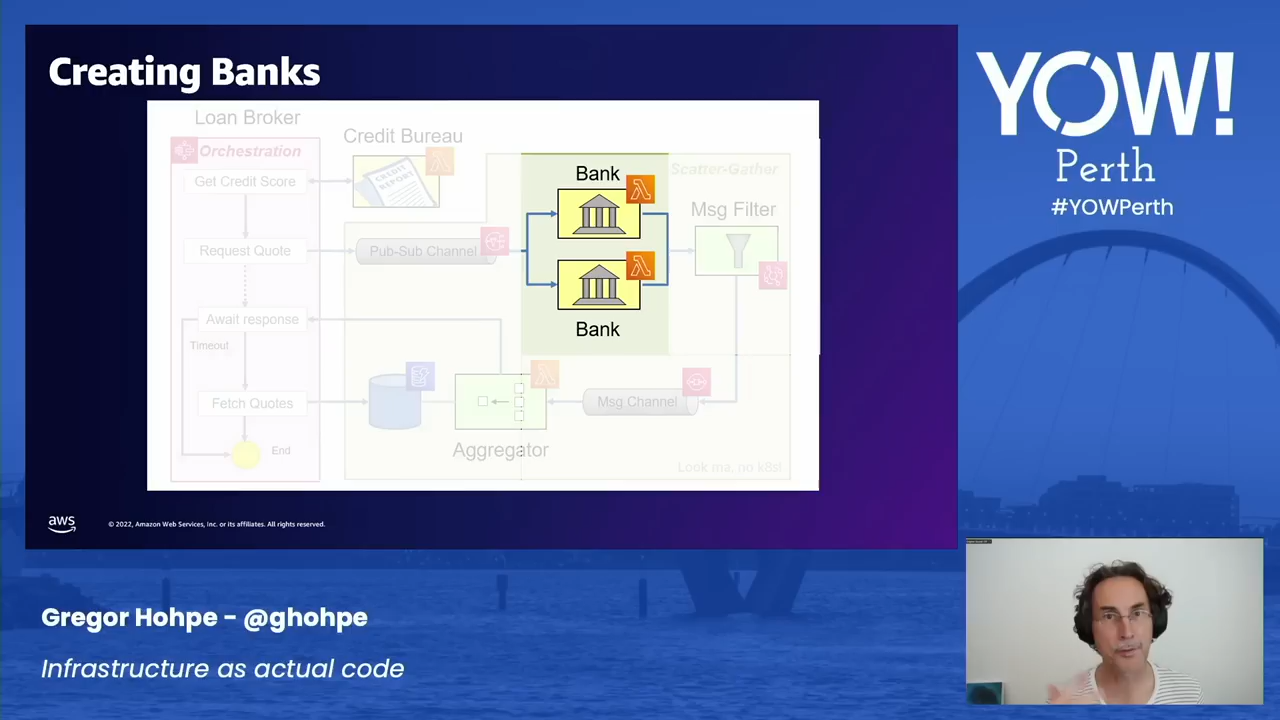 Creating Banks
Loan Broker
Orchestration
Get Credit Score
Request Quote
Await response
Timeout
Fetch Quotes
End
Credit Bureau
CREDIT REPORT
Pub-Sub Channel
Bank
Bank
Scatter-Gather
Msg Filter
Msg Channel
Aggregator
Look ma, no k8s!
aws
© 2022, Amazon Web Services, Inc. or its affiliates. All rights reserved.
YOW!
Perth
#YOWPerth
Gregor Hohpe - @ghohpe
Infrastructure as actual code